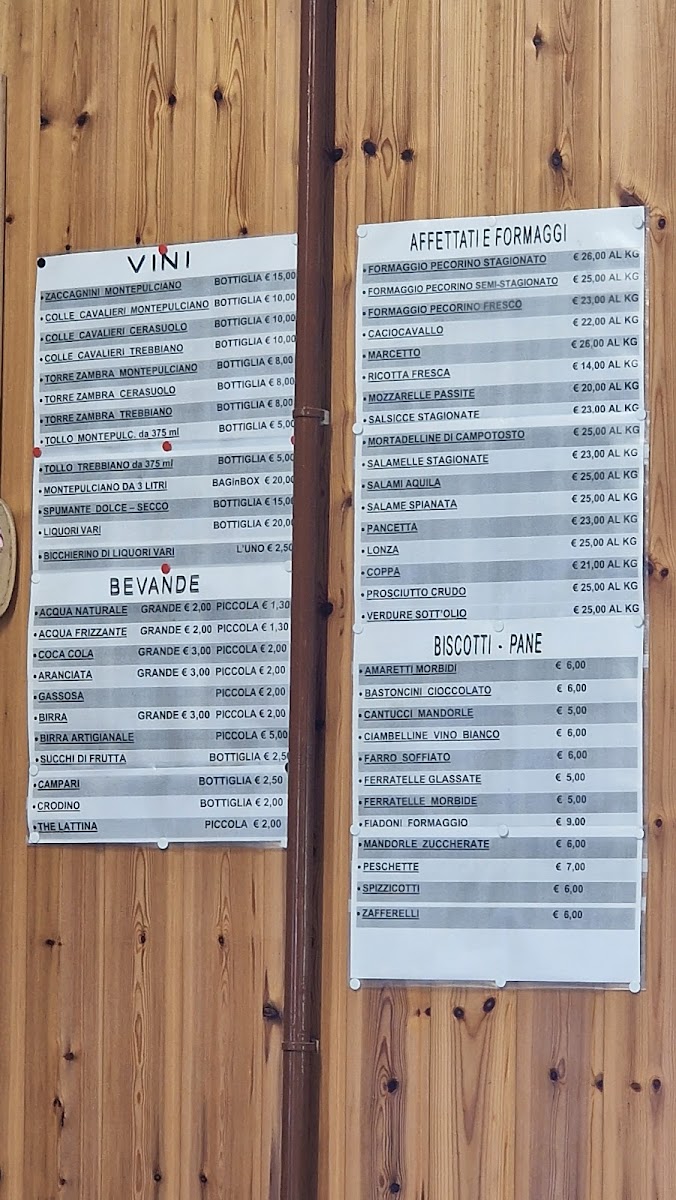 VINI
• ZACCAGNINI MONTEPULCIANO BOTTIGLIA € 15,00
• COLLE CAVALIERI MONTEPULCIANO BOTTIGLIA € 10,00
• COLLE CAVALIERI CERASUOLO BOTTIGLIA € 10,00
• COLLE CAVALIERI TREBBIANO BOTTIGLIA € 10,00
• TORRE ZAMBRA MONTEPULCIANO BOTTIGLIA € 8,00
• TORRE ZAMBRA CERASUOLO BOTTIGLIA € 8,00
• TORRE ZAMBRA TREBBIANO BOTTIGLIA € 8,00
• TOLLO MONTEPULC. da 375 ml BOTTIGLIA € 5,00
• TOLLO TREBBIANO da 375 ml BOTTIGLIA € 5,00
• MONTEPULCIANO DA 3 LITRI BAGinBOX € 20,00
• SPUMANTE DOLCE – SECCO BOTTIGLIA € 15,00
• LIQUORI VARI BOTTIGLIA € 20,00
• BICCHIERINO DI LIQUORI VARI L'UNO € 2,50
BEVANDE
• ACQUA NATURALE GRANDE € 2,00 PICCOLA € 1,30
• ACQUA FRIZZANTE GRANDE € 2,00 PICCOLA € 1,30
• COCA COLA GRANDE € 3,00 PICCOLA € 2,00
• ARANCIATA GRANDE € 3,00 PICCOLA € 2,00
• GASSOSA PICCOLA € 2,00
• BIRRA GRANDE € 3,00 PICCOLA € 2,00
• BIRRA ARTIGIANALE PICCOLA € 5,00
• SUCCHI DI FRUTTA BOTTIGLIA € 2,50
• CAMPARI BOTTIGLIA € 2,50
• CRODINO BOTTIGLIA € 2,00
• THE LATTINA PICCOLA € 2,00
AFFETTATI E FORMAGGI
• FORMAGGIO PECORINO STAGIONATO € 26,00 AL KG
• FORMAGGIO PECORINO SEMI-STAGIONATO € 25,00 AL KG
• FORMAGGIO PECORINO FRESCO € 23,00 AL KG
• CACIOCAVALLO € 22,00 AL KG
• MARCETTO € 26,00 AL KG
• RICOTTA FRESCA € 14,00 AL KG
• MOZZARELLE PASSITE € 20,00 AL KG
• SALSICCE STAGIONATE € 23,00 AL KG
• MORTADELLINE DI CAMPOTOSTO € 25,00 AL KG
• SALAMELLE STAGIONATE € 23,00 AL KG
• SALAMI AQUILA € 25,00 AL KG
• SALAME SPIANATA € 25,00 AL KG
• PANCETTA € 23,00 AL KG
• LONZA € 25,00 AL KG
• COPPA € 21,00 AL KG
• PROSCIUTTO CRUDO € 25,00 AL KG
• VERDURE SOTT'OLIO € 25,00 AL KG
BISCOTTI - PANE
• AMARETTI MORBIDI € 6,00
• BASTONCINI CIOCCOLATO € 6,00
• CANTUCCI MANDORLE € 5,00
• CIAMBELLINE VINO BIANCO € 6,00
• FARRO SOFFIATO € 6,00
• FERRATELLE GLASSATE € 5,00
• FERRATELLE MORBIDE € 5,00
• FIADONI FORMAGGIO € 9,00
• MANDORLE ZUCCHERATE € 6,00
• PESCHETTE € 7,00
• SPIZZICOTTI € 6,00
• ZAFFERELLI € 6,00